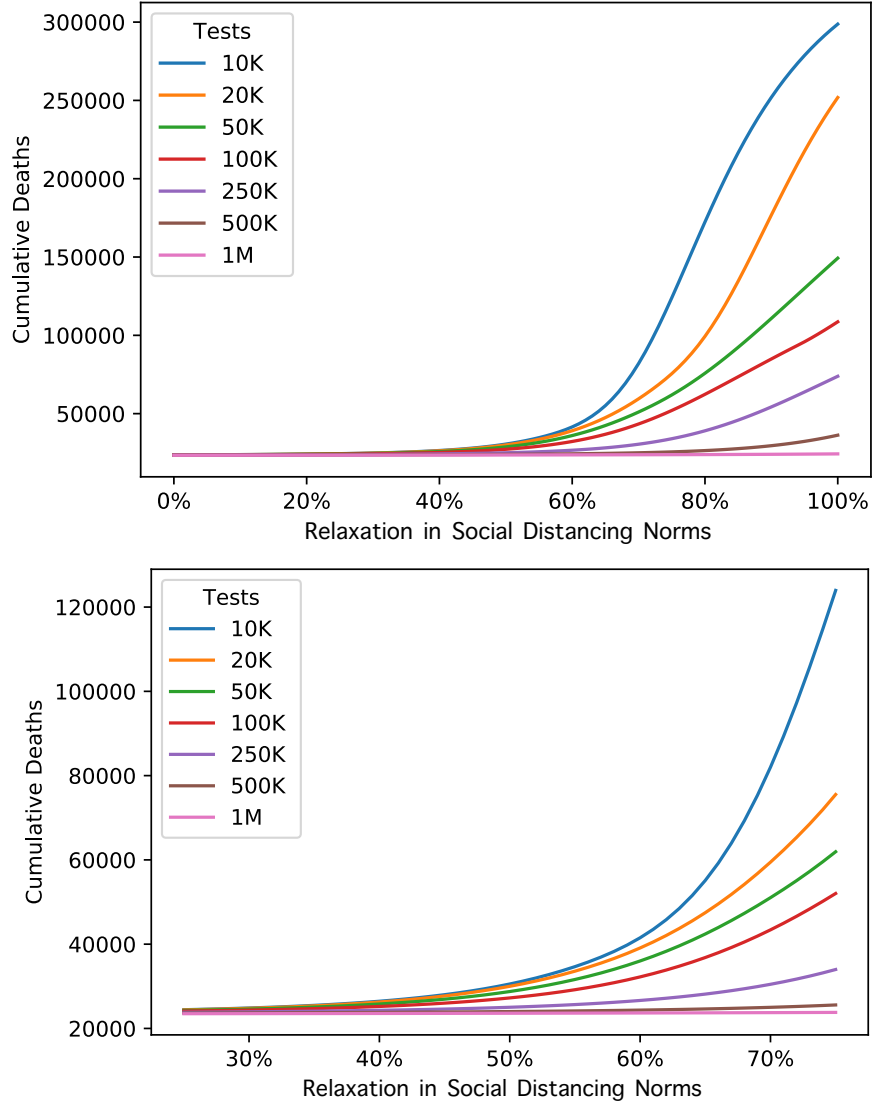 300000
250000
200000
150000
100000
50000
Cumulative Deaths
Tests
10K
20K
50K
100K
250K
500K
1M
0%
20%
40%
60%
80%
100%
Relaxation in Social Distancing Norms
120000
100000
80000
60000
40000
20000
Cumulative Deaths
Tests
10K
20K
50K
100K
250K
500K
1M
30%
40%
50%
60%
70%
Relaxation in Social Distancing Norms